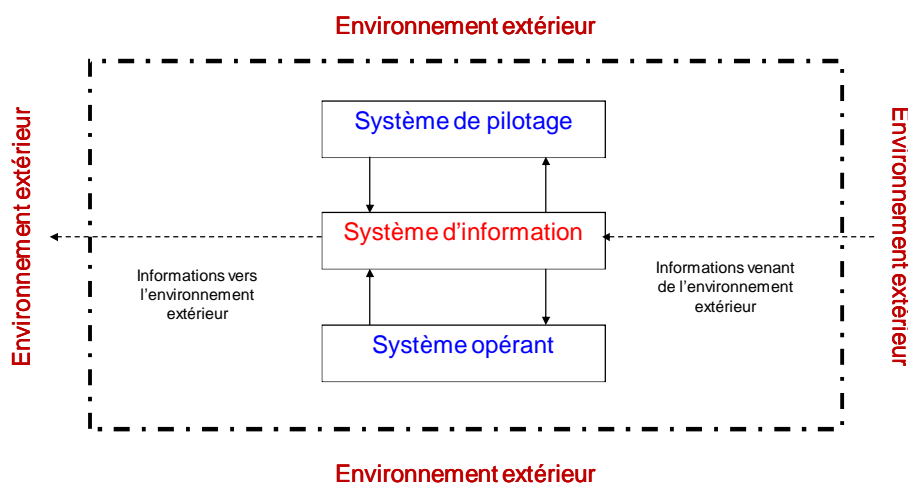 Environnement extérieur
Environnement extérieur
Système de pilotage
Environnement extérieur
Système d’information
Informations vers
l’environnement
extérieur
Informations venant
de l’environnement
extérieur
Système opérant
Environnement extérieur